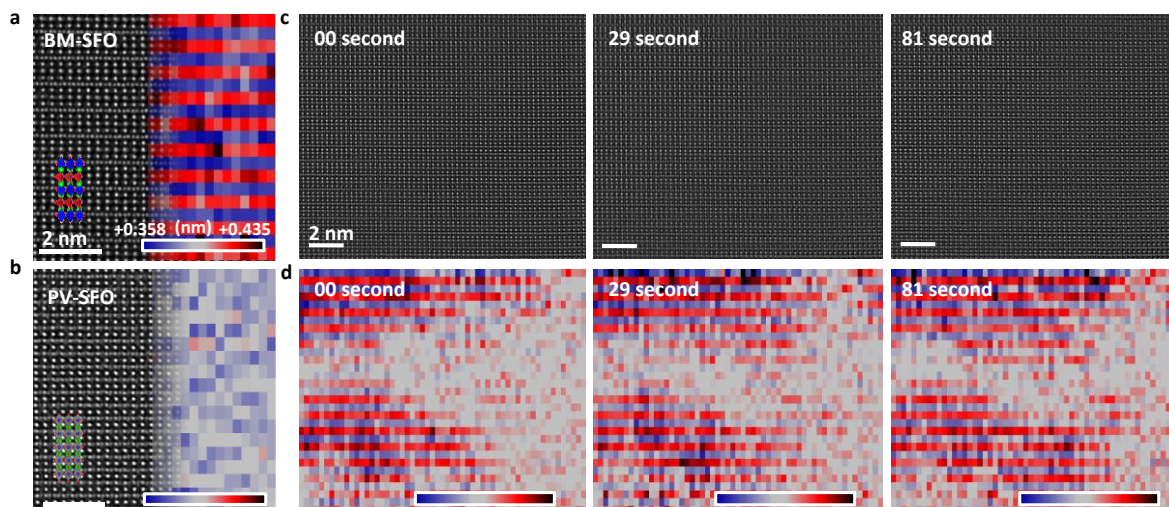 a
BM-SFO
+0.358 (nm) +0.435
2 nm
b
PV-SFO
c
00 second
29 second
81 second
2 nm
d
00 second
29 second
81 second